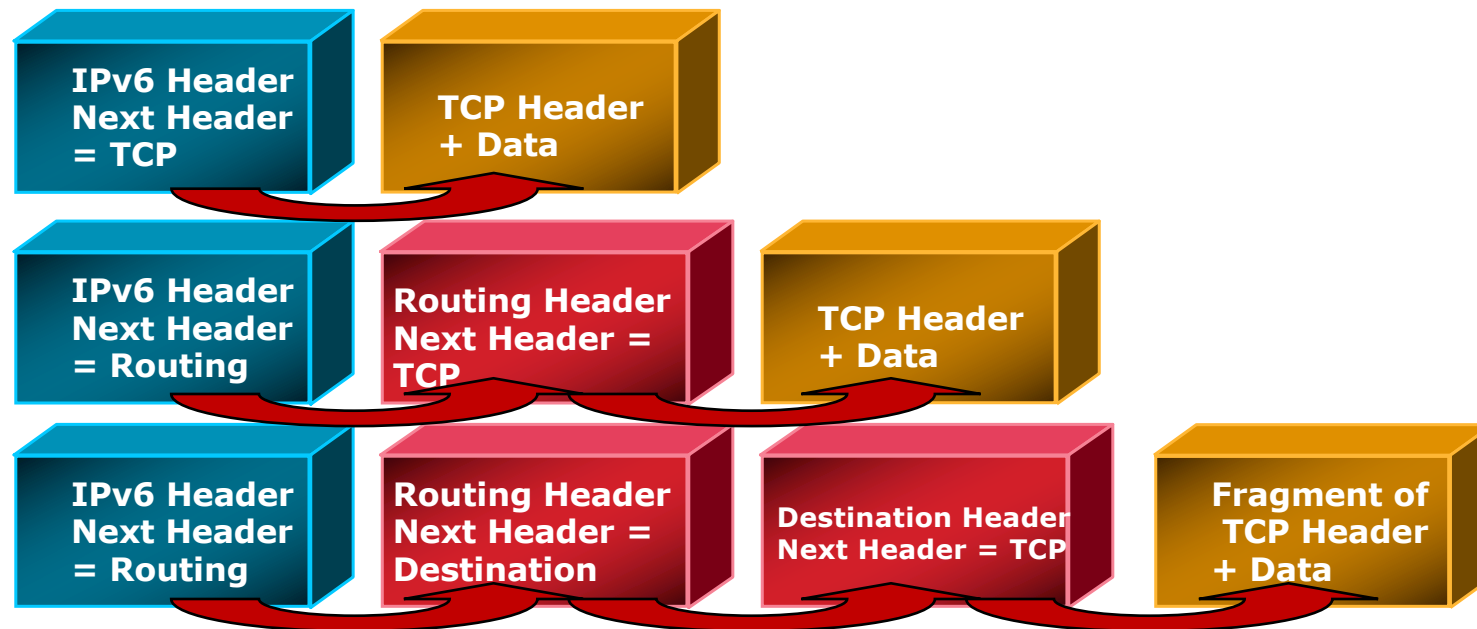 IPv6 Header
Next Header
= TCP
TCP Header
+ Data
IPv6 Header
Next Header
= Routing
Routing Header
Next Header =
TCP
TCP Header
+ Data
IPv6 Header
Next Header
= Routing
Routing Header
Next Header =
Destination
Destination Header
Next Header = TCP
Fragment of
TCP Header
+ Data